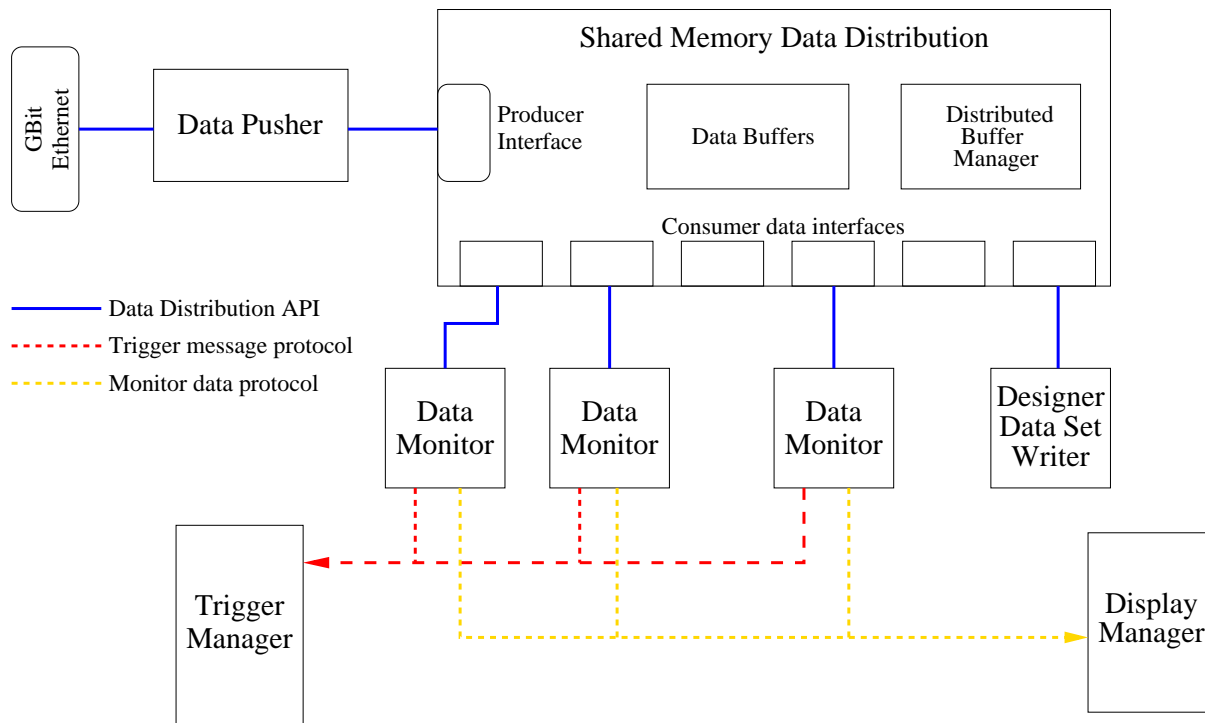 Shared Memory Data Distribution
GBit
Ethernet
Data Pusher
Producer
Interface
Data Buffers
Distributed
Buffer
Manager
Consumer data interfaces
Data Distribution API
Trigger message protocol
Monitor data protocol
Data
Monitor
Data
Monitor
Data
Monitor
Designer
Data Set
Writer
Trigger
Manager
Display
Manager